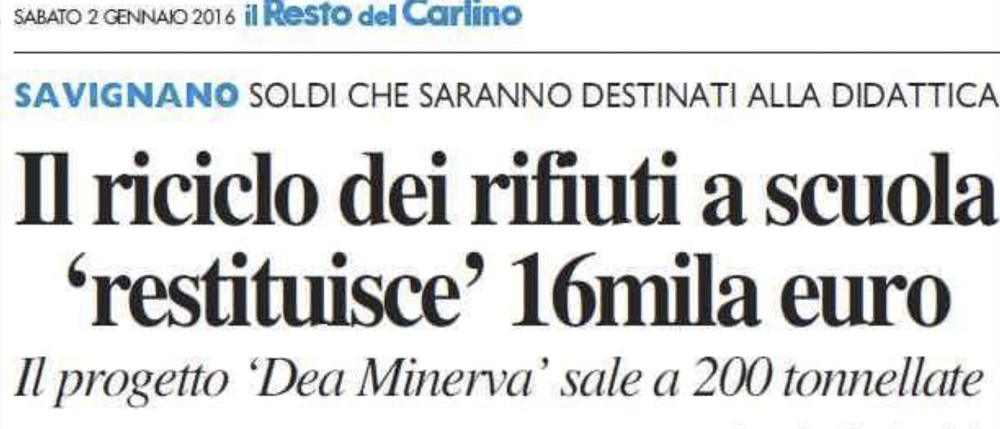 SABATO 2 GENNAIO 2016 il Resto del Carlino
SAVIGNANO SOLDI CHE SARANNO DESTINATI ALLA DIDATTICA
Il riciclo dei rifiuti a scuola
‘restituisce’ 16mila euro
Il progetto ‘Dea Minerva’ sale a 200 tonnellate